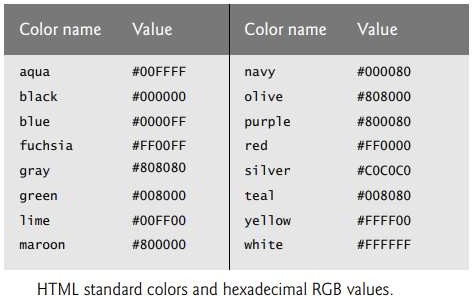 Color name Value Color name Value
aqua #00FFFF navy #000080
black #000000 olive #808000
blue #0000FF purple #800080
fuchsia #FF00FF red #FF0000
gray #808080 silver #C0C0C0
green #008000 teal #008080
lime #00FF00 yellow #FFFF00
maroon #800000 white #FFFFFF
HTML standard colors and hexadecimal RGB values.